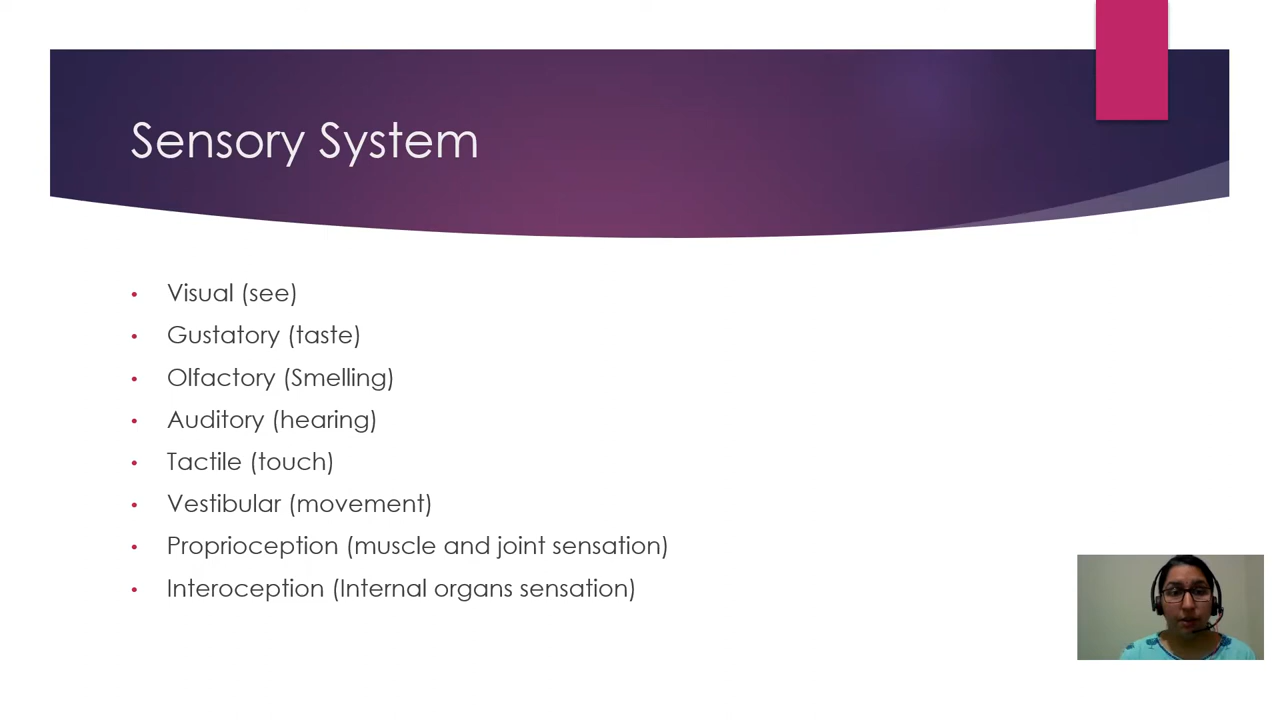 Sensory System
• Visual (see)
• Gustatory (taste)
• Olfactory (Smelling)
• Auditory (hearing)
• Tactile (touch)
• Vestibular (movement)
• Proprioception (muscle and joint sensation)
• Interoception (Internal organs sensation)